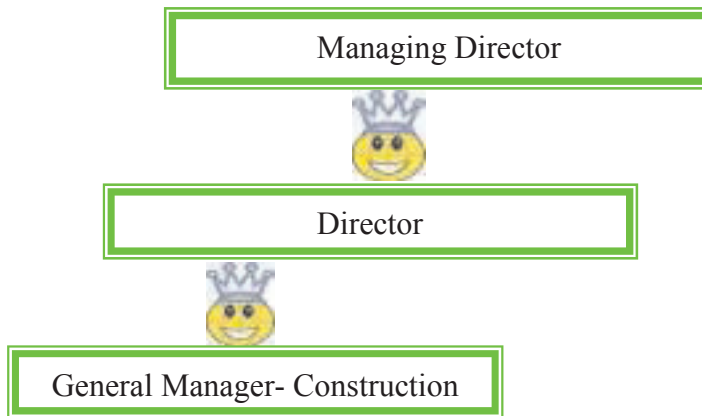 Managing Director
Director
General Manager- Construction